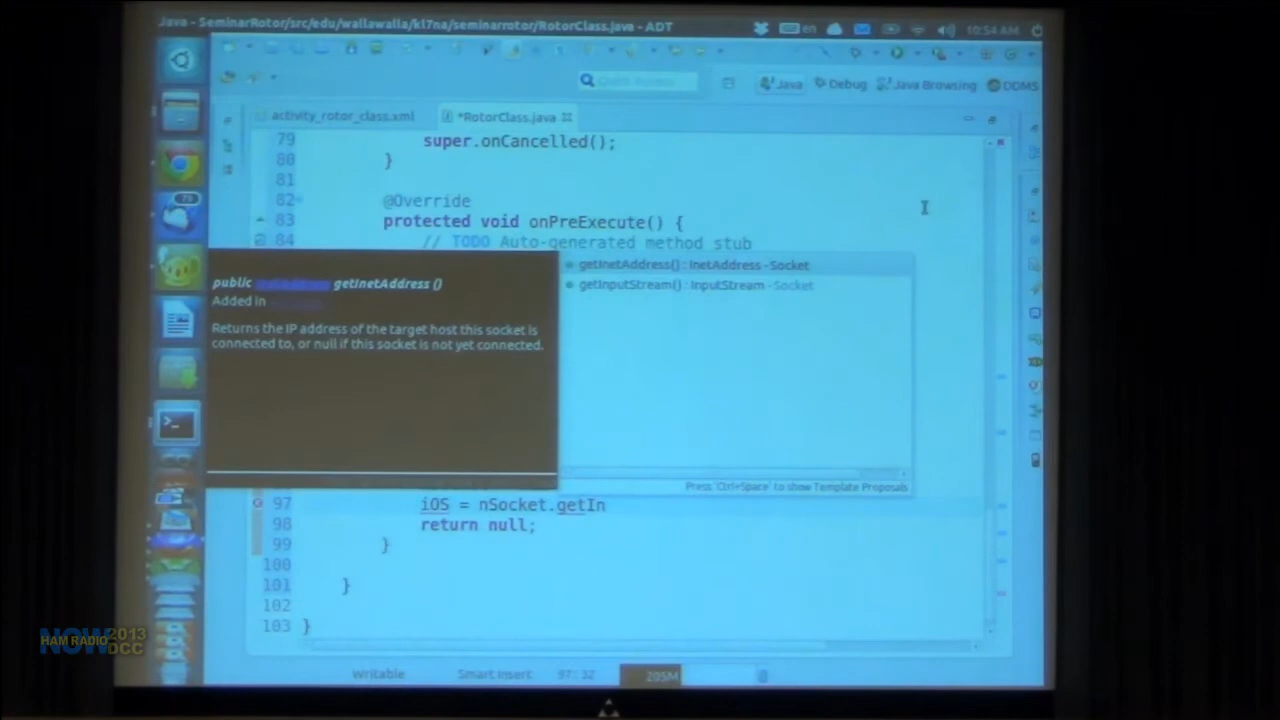 Java - SeminarRotor/src/edu/wallawalla/kl7na/seminarrotor/RotorClass.java - ADT
en
10:54 AM
Java
Debug
Java Browsing
DDMS
activity_rotor_class.xml
*RotorClass.java
79 super.onCancelled();
80 }
81
82 @Override
83 protected void onPreExecute() {
84 // TODO Auto-generated method stub
public getInetAddress ()
Added in
Returns the IP address of the target host this socket is
connected to, or null if this socket is not yet connected.
getInetAddress() : InetAddress - Socket
getInputStream() : InputStream - Socket
Press 'Ctrl+Space' to show Template Proposals
97 iOS = nSocket.getIn
98 return null;
99 }
100
101 }
102
103 }
Writable
Smart Insert
97 : 32
205M
HAM RADIO
NOW
2013
DCC